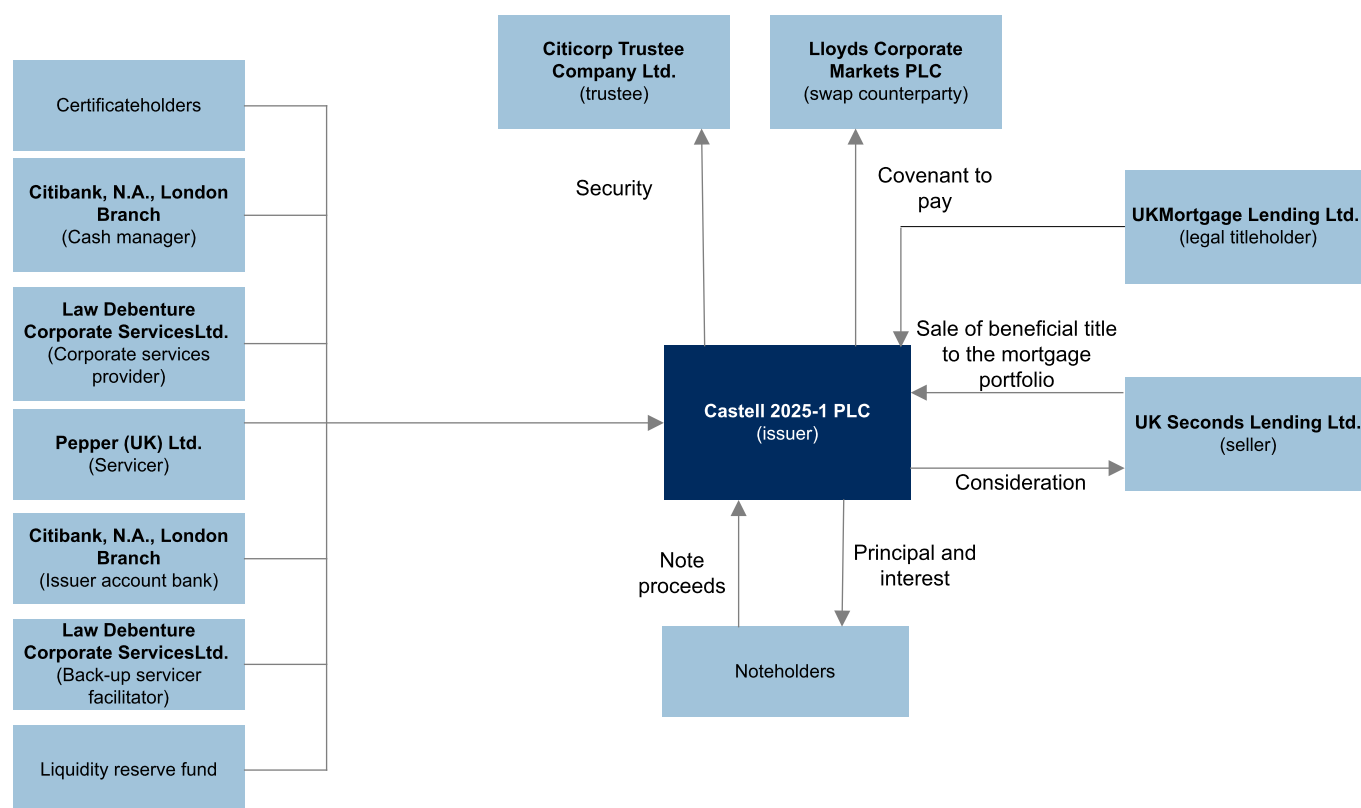 Certificateholders
Citibank, N.A., London
Branch
(Cash manager)
Law Debenture
Corporate ServicesLtd.
(Corporate services
provider)
Pepper (UK) Ltd.
(Servicer)
Citibank, N.A., London
Branch
(Issuer account bank)
Law Debenture
Corporate ServicesLtd.
(Back-up servicer
facilitator)
Liquidity reserve fund
Citicorp Trustee
Company Ltd.
(trustee)
Lloyds Corporate
Markets PLC
(swap counterparty)
Security
Covenant to
pay
UKMortgage Lending Ltd.
(legal titleholder)
Sale of beneficial title
to the mortgage
portfolio
Castell 2025-1 PLC
(issuer)
UK Seconds Lending Ltd.
(seller)
Consideration
Note
proceeds
Principal and
interest
Noteholders